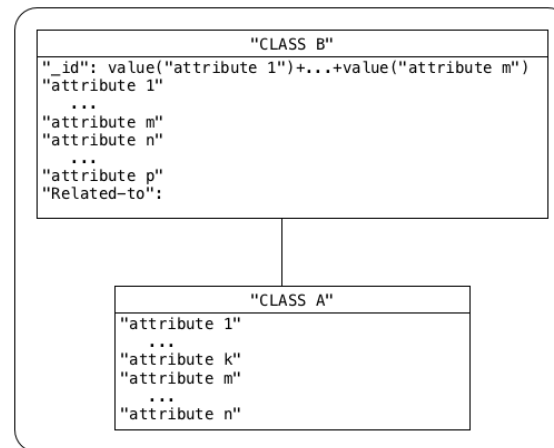 "CLASS B"
"_id": value("attribute 1")+...+value("attribute m")
"attribute 1"
...
"attribute m"
"attribute n"
...
"attribute p"
"Related-to":
"CLASS A"
"attribute 1"
...
"attribute k"
"attribute m"
...
"attribute n"